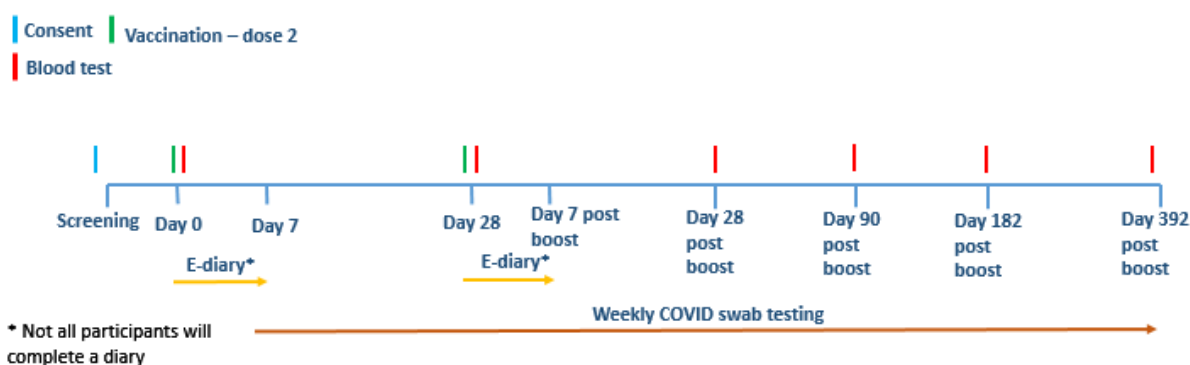 Consent
Vaccination – dose 2
Blood test
Screening
Day 0
Day 7
Day 28
Day 7 post
boost
Day 28
post
boost
Day 90
post
boost
Day 182
post
boost
Day 392
post
boost
E-diary*
E-diary*
Weekly COVID swab testing
* Not all participants will
complete a diary